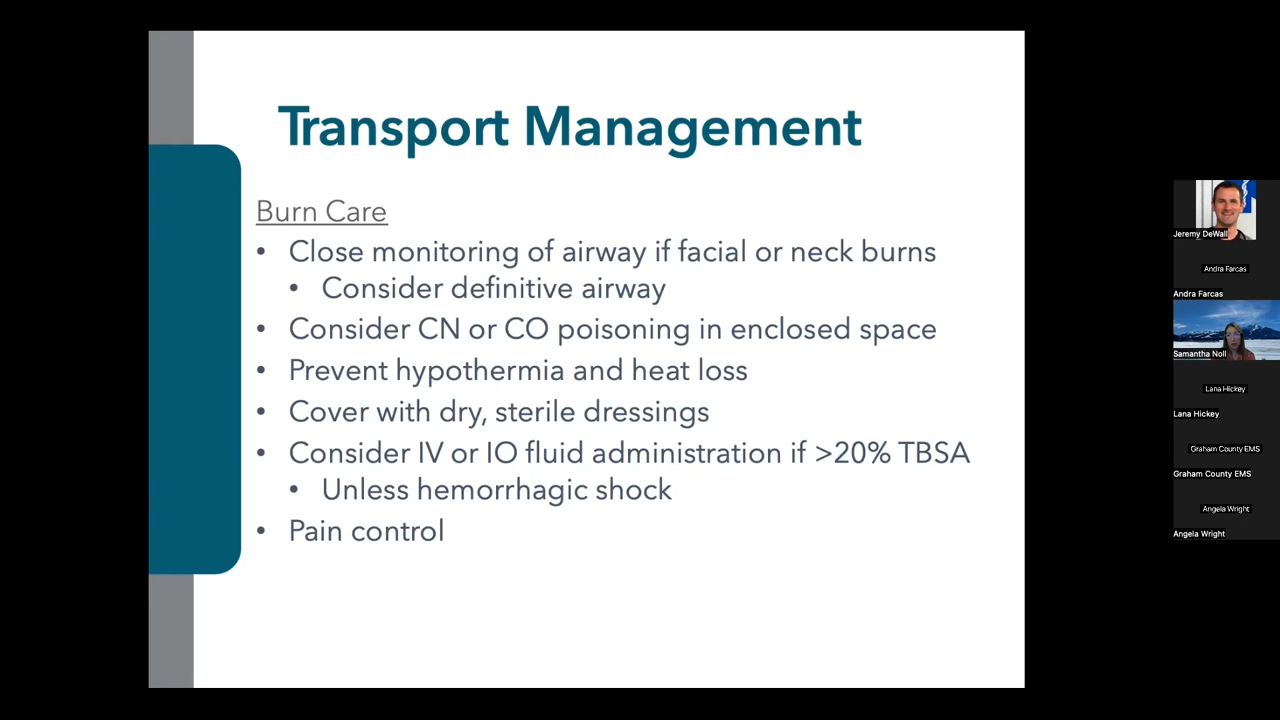 Transport Management
Burn Care
• Close monitoring of airway if facial or neck burns
• Consider definitive airway
• Consider CN or CO poisoning in enclosed space
• Prevent hypothermia and heat loss
• Cover with dry, sterile dressings
• Consider IV or IO fluid administration if >20% TBSA
• Unless hemorrhagic shock
• Pain control
Jeremy DeWall
Andra Farcas
Andra Farcas
Samantha Noll
Lana Hickey
Lana Hickey
Graham County EMS
Graham County EMS
Angela Wright
Angela Wright